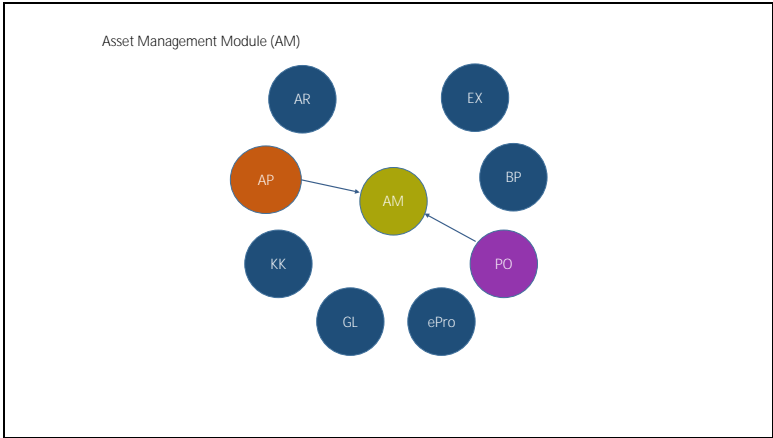 Asset Management Module (AM)
AR
EX
AP
BP
AM
KK
PO
GL
ePro